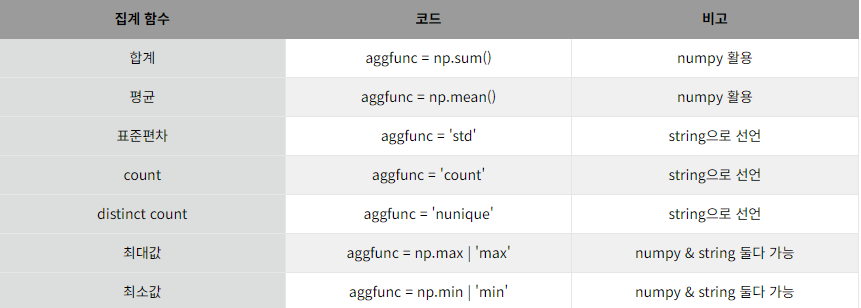 집계 함수 코드 비고
합계 aggfunc = np.sum() numpy 활용
평균 aggfunc = np.mean() numpy 활용
표준편차 aggfunc = 'std' string으로 선언
count aggfunc = 'count' string으로 선언
distinct count aggfunc = 'nunique' string으로 선언
최대값 aggfunc = np.max | 'max' numpy & string 둘다 가능
최소값 aggfunc = np.min | 'min' numpy & string 둘다 가능